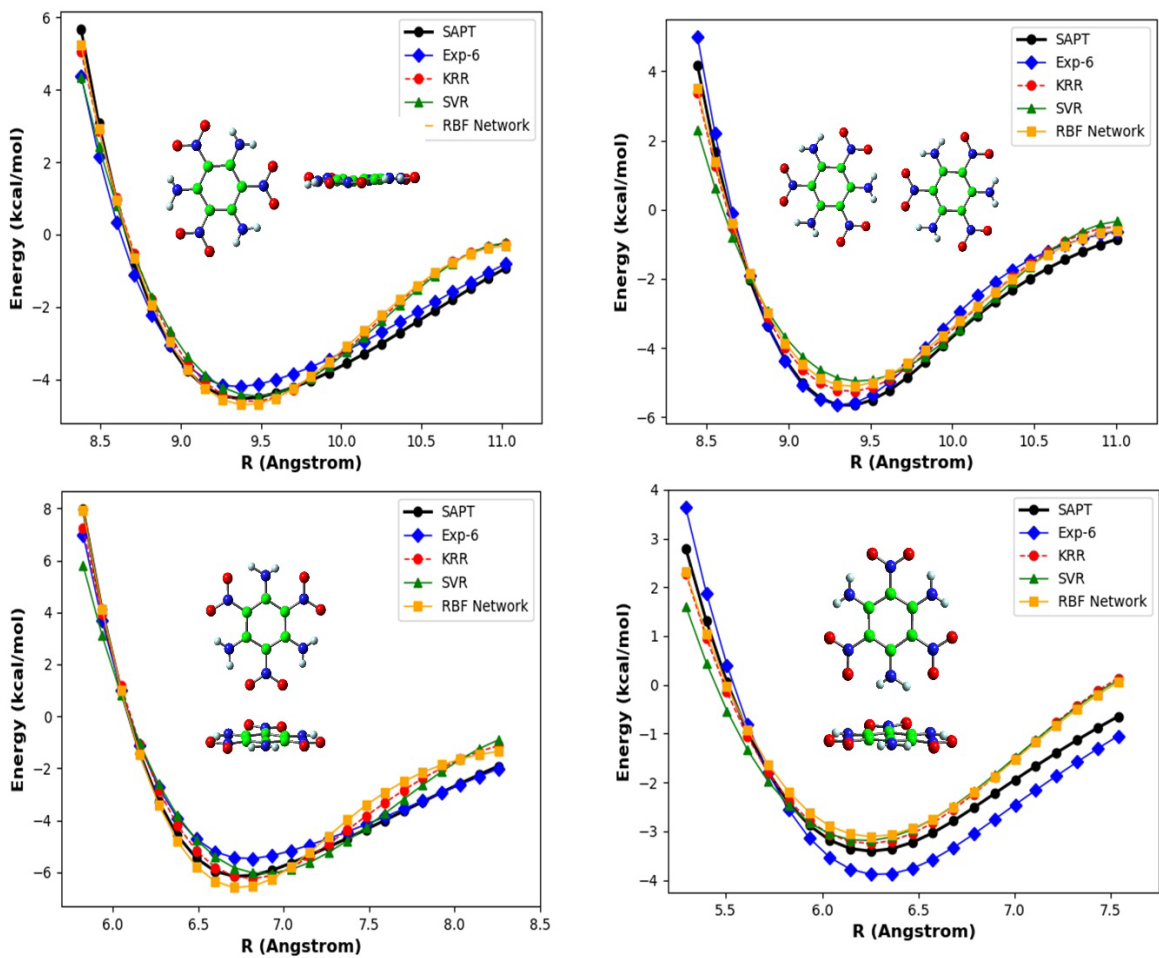 6
4
2
0
−2
−4
Energy (kcal/mol)
8.5 9.0 9.5 10.0 10.5 11.0
R (Angstrom)
SAPT
Exp-6
KRR
SVR
RBF Network
4
2
0
−2
−4
−6
Energy (kcal/mol)
8.5 9.0 9.5 10.0 10.5 11.0
R (Angstrom)
SAPT
Exp-6
KRR
SVR
RBF Network
8
6
4
2
0
−2
−4
−6
Energy (kcal/mol)
6.0 6.5 7.0 7.5 8.0 8.5
R (Angstrom)
SAPT
Exp-6
KRR
SVR
RBF Network
4
3
2
1
0
−1
−2
−3
−4
Energy (kcal/mol)
5.5 6.0 6.5 7.0 7.5
R (Angstrom)
SAPT
Exp-6
KRR
SVR
RBF Network